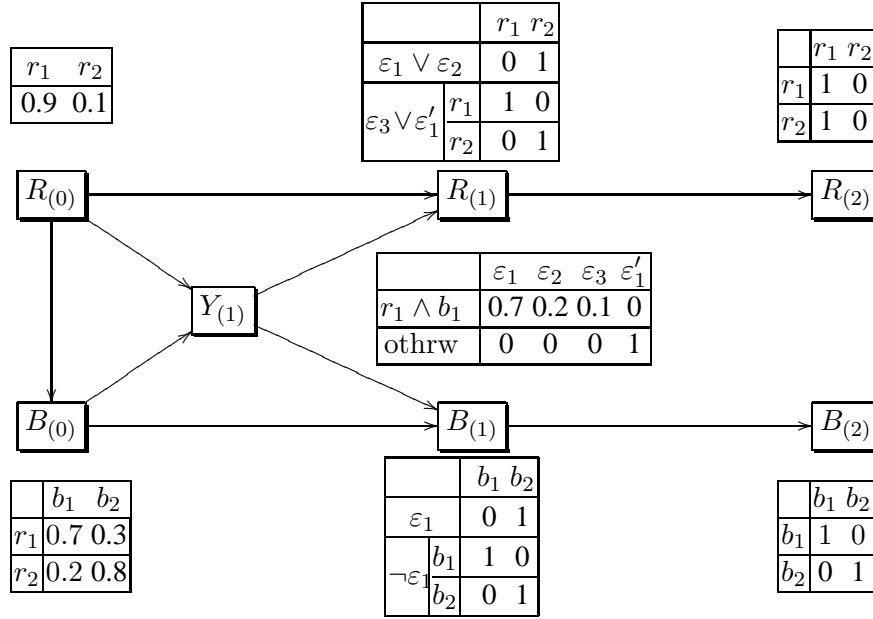 r₁ r₂
0.9 0.1
r₁ r₂
ε₁ ∨ ε₂ 0 1
ε₃∨ε′₁ r₁ 1 0
r₂ 0 1
r₁ r₂
r₁ 1 0
r₂ 1 0
R₍₀₎ R₍₁₎ R₍₂₎
Y₍₁₎
ε₁ ε₂ ε₃ ε′₁
r₁ ∧ b₁ 0.7 0.2 0.1 0
othrw 0 0 0 1
B₍₀₎ B₍₁₎ B₍₂₎
b₁ b₂
r₁ 0.7 0.3
r₂ 0.2 0.8
b₁ b₂
ε₁ 0 1
¬ε₁ b₁ 1 0
b₂ 0 1
b₁ b₂
b₁ 1 0
b₂ 0 1